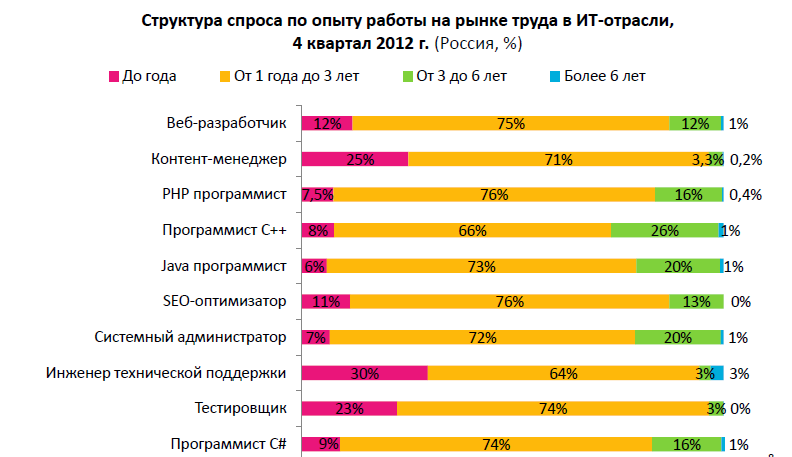 Структура спроса по опыту работы на рынке труда в ИТ-отрасли,
4 квартал 2012 г. (Россия, %)
До года От 1 года до 3 лет От 3 до 6 лет Более 6 лет
Веб-разработчик 12% 75% 12% 1%
Контент-менеджер 25% 71% 3,3% 0,2%
PHP программист 7,5% 76% 16% 0,4%
Программист C++ 8% 66% 26% 1%
Java программист 6% 73% 20% 1%
SEO-оптимизатор 11% 76% 13% 0%
Системный администратор 7% 72% 20% 1%
Инженер технической поддержки 30% 64% 3% 3%
Тестировщик 23% 74% 3% 0%
Программист C# 9% 74% 16% 1%